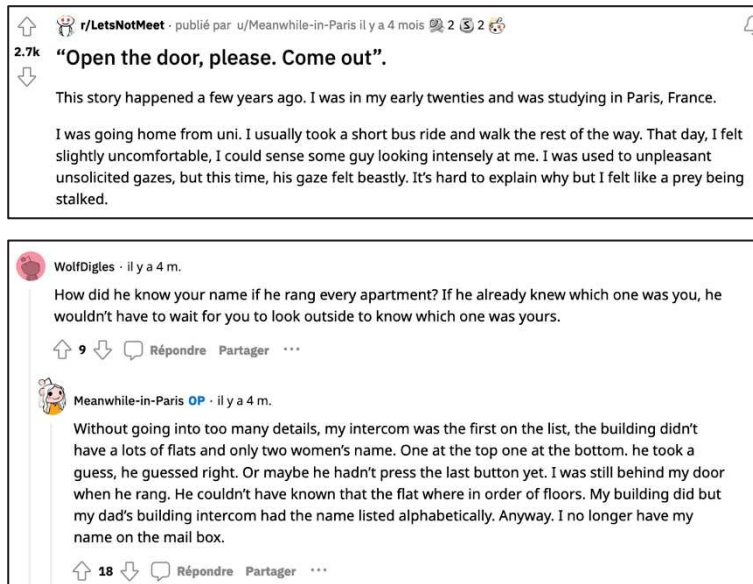 r/LetsNotMeet · publié par u/Meanwhile-in-Paris il y a 4 mois 2 S 2
2.7k
“Open the door, please. Come out”.
This story happened a few years ago. I was in my early twenties and was studying in Paris, France.
I was going home from uni. I usually took a short bus ride and walk the rest of the way. That day, I felt
slightly uncomfortable, I could sense some guy looking intensely at me. I was used to unpleasant
unsolicited gazes, but this time, his gaze felt beastly. It’s hard to explain why but I felt like a prey being
stalked.
WolfDigles · il y a 4 m.
How did he know your name if he rang every apartment? If he already knew which one was you, he
wouldn’t have to wait for you to look outside to know which one was yours.
9 Répondre Partager ···
Meanwhile-in-Paris OP · il y a 4 m.
Without going into too many details, my intercom was the first on the list, the building didn’t
have a lots of flats and only two women’s name. One at the top one at the bottom. he took a
guess, he guessed right. Or maybe he hadn’t press the last button yet. I was still behind my door
when he rang. He couldn’t have known that the flat where in order of floors. My building did but
my dad’s building intercom had the name listed alphabetically. Anyway. I no longer have my
name on the mail box.
18 Répondre Partager ···